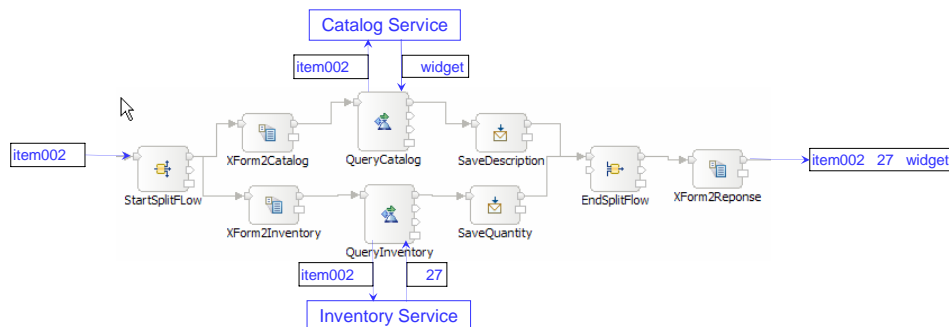 Catalog Service
item002
widget
XForm2Catalog
QueryCatalog
SaveDescription
item002
StartSplitFLow
EndSplitFlow
XForm2Reponse
item002 27 widget
XForm2Inventory
QueryInventory
SaveQuantity
item002
27
Inventory Service